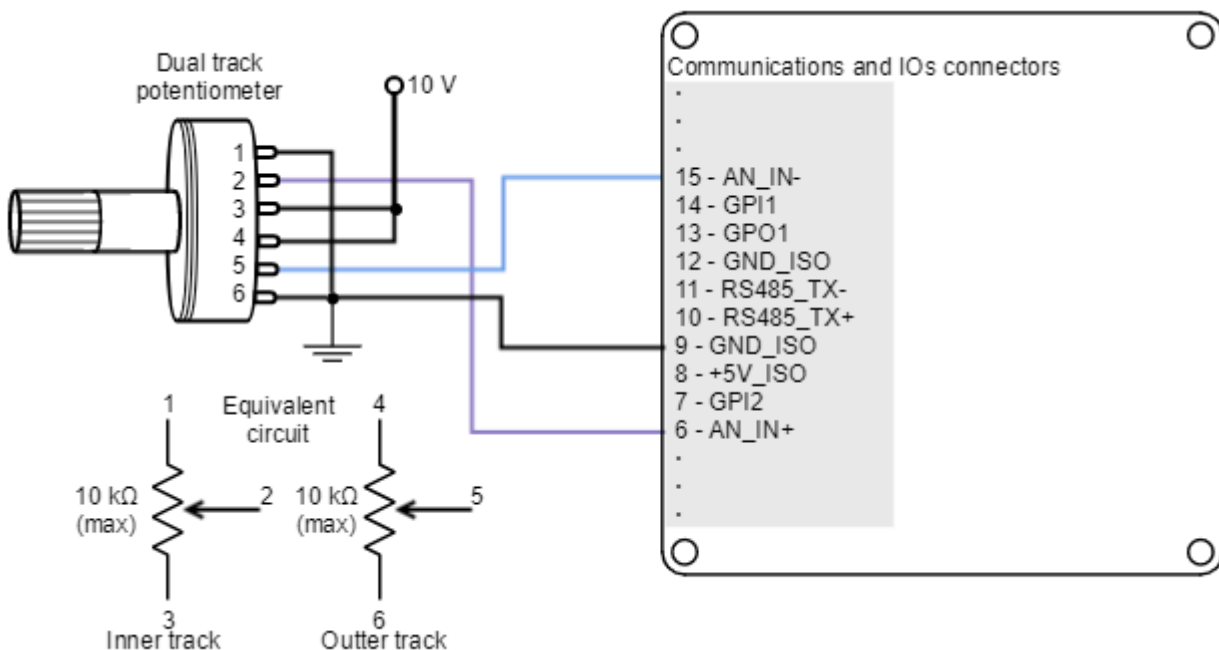 Dual track
potentiometer
10 V
1
2
3
4
5
6
Communications and IOs connectors
.
.
.
15 - AN_IN-
14 - GPI1
13 - GPO1
12 - GND_ISO
11 - RS485_TX-
10 - RS485_TX+
9 - GND_ISO
8 - +5V_ISO
7 - GPI2
6 - AN_IN+
.
.
.
Equivalent
circuit
1
10 kΩ
(max)
2
3
Inner track
4
10 kΩ
(max)
5
6
Outter track